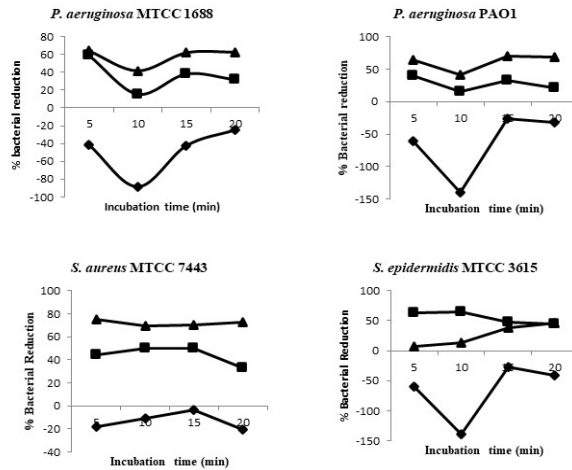 P. aeruginosa MTCC 1688
% bacterial reduction
80
60
40
20
0
-20
-40
-60
-80
-100
5 10 15 20
Incubation time (min)
P. aeruginosa PAO1
% Bacterial reduction
100
50
0
-50
-100
-150
5 10 15 20
Incubation time (min)
S. aureus MTCC 7443
% Bacterial Reduction
100
80
60
40
20
0
-20
-40
5 10 15 20
Incubation time (min)
S. epidermidis MTCC 3615
% Bacterial Reduction
100
50
0
-50
-100
-150
5 10 15 20
Incubation time (min)